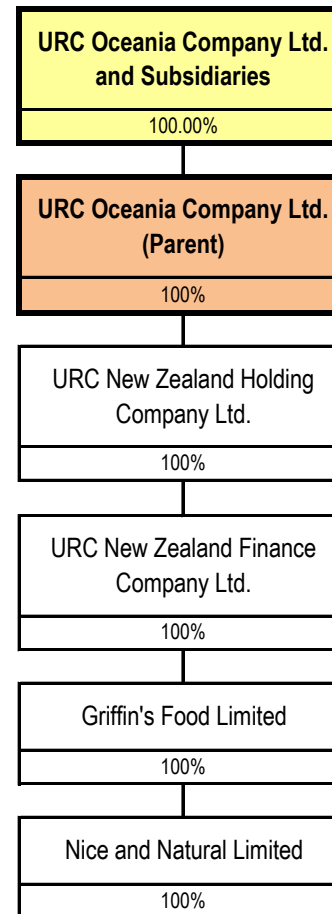 URC Oceania Company Ltd.
and Subsidiaries
100.00%
URC Oceania Company Ltd.
(Parent)
100%
URC New Zealand Holding
Company Ltd.
100%
URC New Zealand Finance
Company Ltd.
100%
Griffin's Food Limited
100%
Nice and Natural Limited
100%